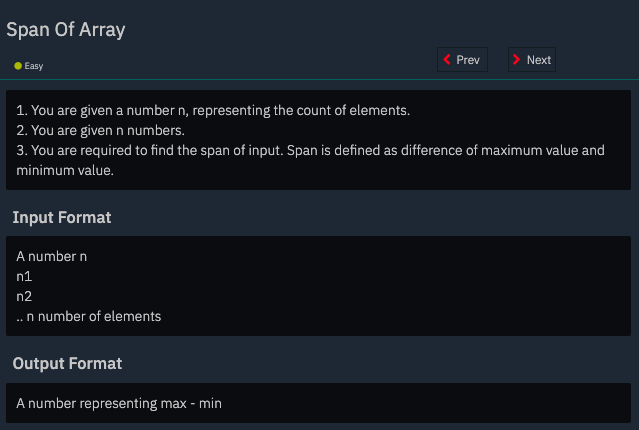 Span Of Array
Easy
Prev
Next
1. You are given a number n, representing the count of elements.
2. You are given n numbers.
3. You are required to find the span of input. Span is defined as difference of maximum value and
minimum value.
Input Format
A number n
n1
n2
.. n number of elements
Output Format
A number representing max - min